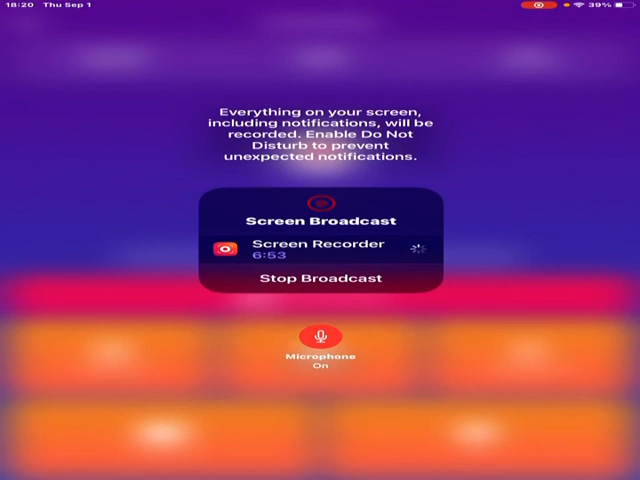 18:20 Thu Sep 1 39%
Everything on your screen,
including notifications, will be
recorded. Enable Do Not
Disturb to prevent
unexpected notifications.
Screen Broadcast
Screen Recorder
6:53
Stop Broadcast
Microphone
On